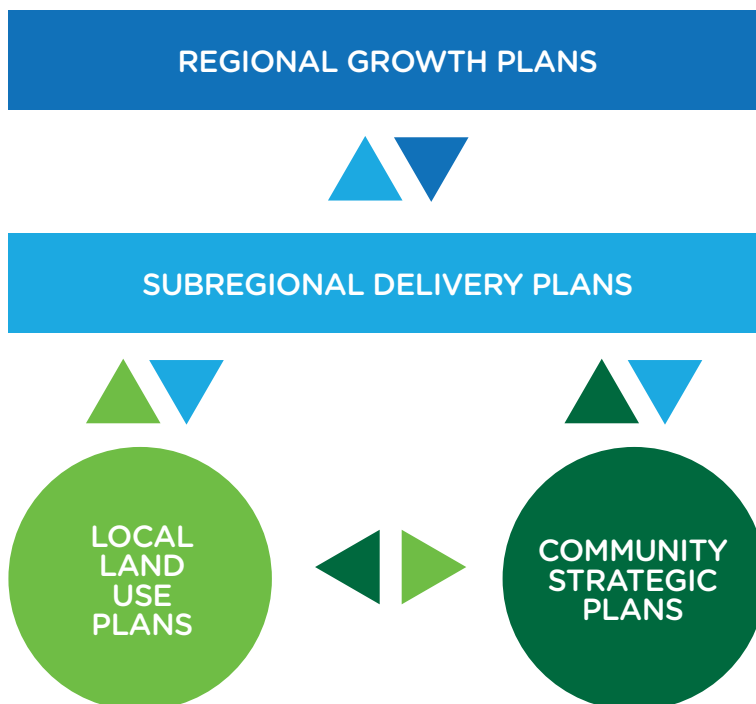 REGIONAL GROWTH PLANS
SUBREGIONAL DELIVERY PLANS
LOCAL
LAND
USE
PLANS
COMMUNITY
STRATEGIC
PLANS